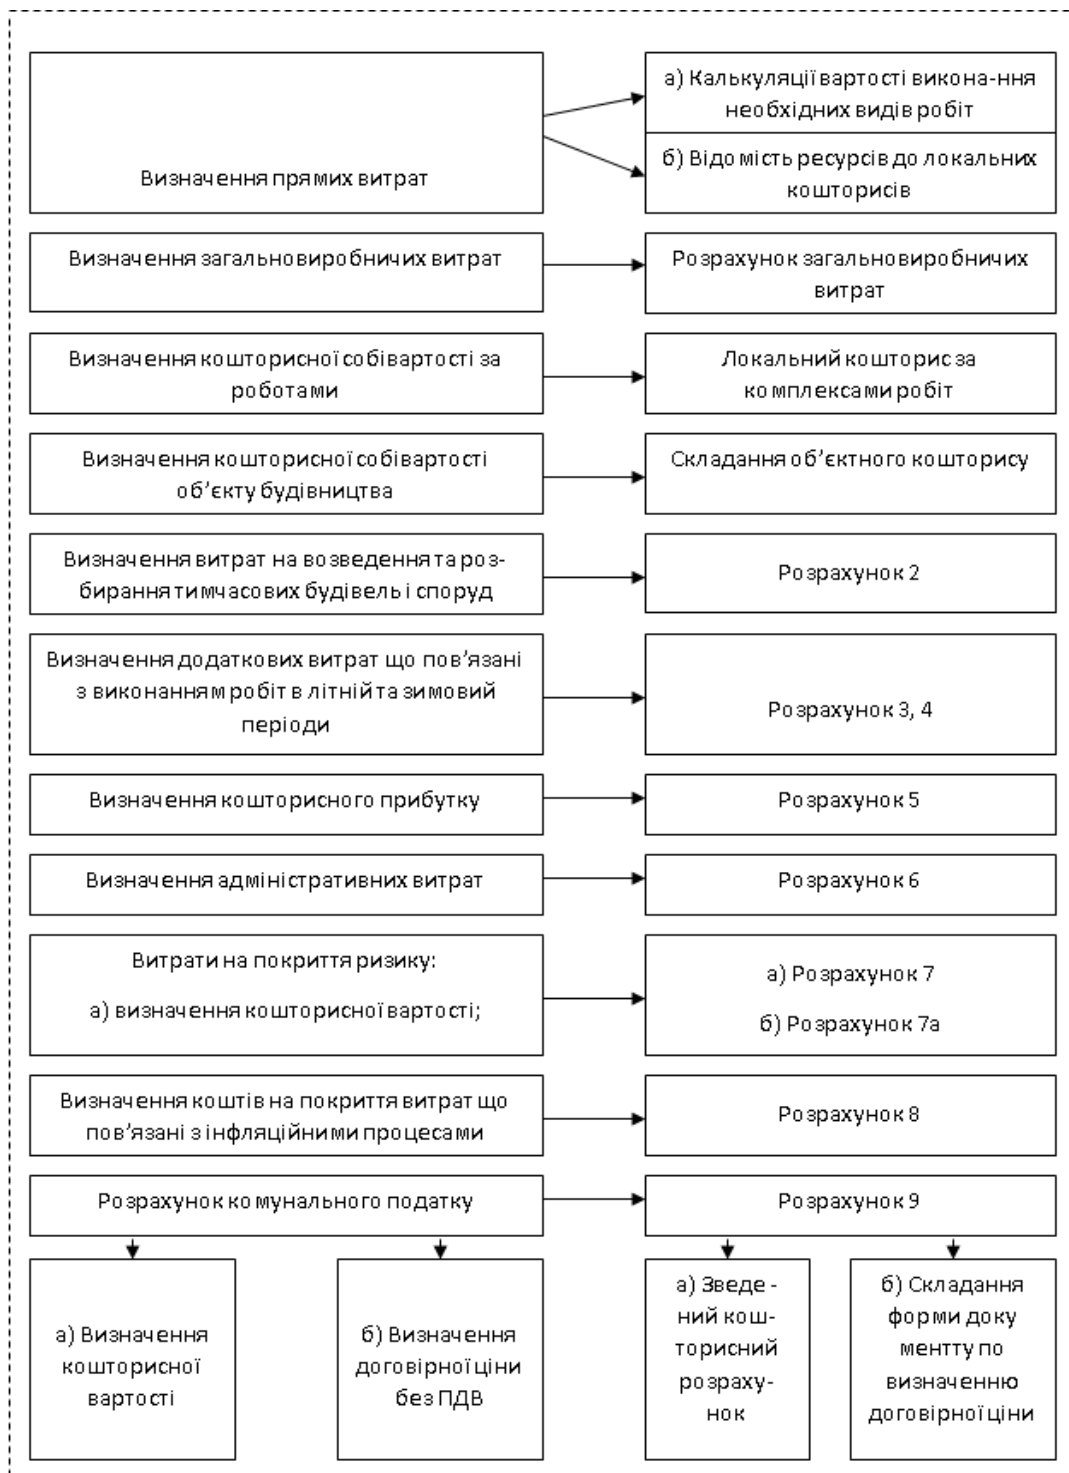 а) Калькуляції вартості викона-ння
необхідних видів робіт
Визначення прямих витрат
б) Відомість ресурсів до локальних
кошторисів
Визначення загальновиробничих витрат
Розрахунок загальновиробничих
витрат
Визначення кошторисної собівартості за
роботами
Локальний кошторис за
комплексами робіт
Визначення кошторисної собівартості
об’єкту будівництва
Складання об’єктного кошторису
Визначення витрат на возведення та роз-
бирання тимчасових будівель і споруд
Розрахунок 2
Визначення додаткових витрат що пов’язані
з виконанням робіт в літній та зимовий
періоди
Розрахунок 3, 4
Визначення кошторисного прибутку
Розрахунок 5
Визначення адміністративних витрат
Розрахунок 6
Витрати на покриття ризику:
а) визначення кошторисної вартості;
а) Розрахунок 7
б) Розрахунок 7а
Визначення коштів на покриття витрат що
пов’язані з інфляційними процесами
Розрахунок 8
Розрахунок комунального податку
Розрахунок 9
а) Визначення
кошторисної
вартості
б) Визначення
договірної ціни
без ПДВ
а) Зведе -
ний кош-
торисний
розраху-
нок
б) Складання
форми доку
ментту по
визначенню
договірної ціни